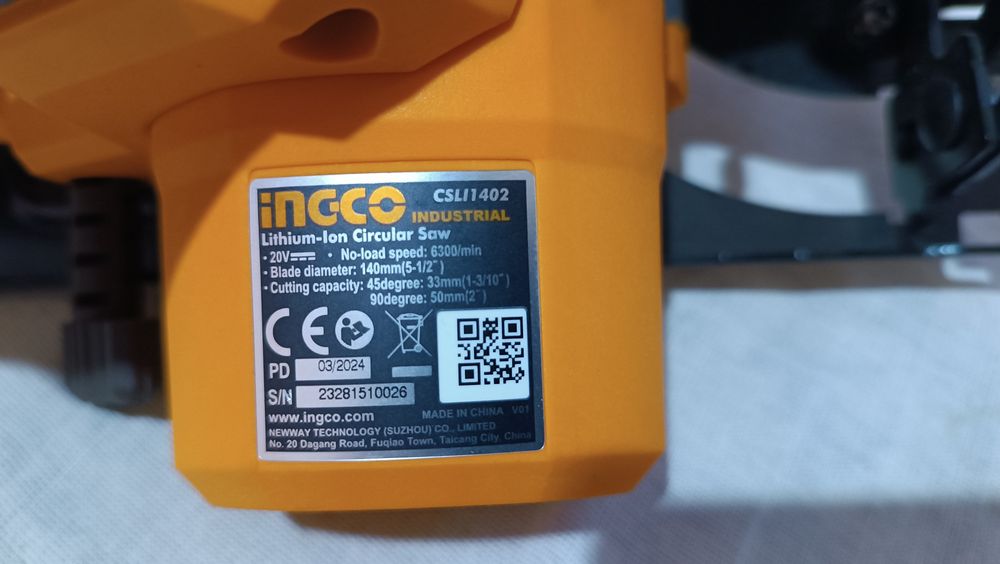 INGCO CSLI1402
INDUSTRIAL
Lithium-Ion Circular Saw
• 20V⎓ • No-load speed: 6300/min
• Blade diameter: 140mm(5-1/2″)
• Cutting capacity: 45degree: 33mm(1-3/10″)
90degree: 50mm(2″)
CE
PD 03/2024
S/N 23281510026
www.ingco.com MADE IN CHINA V01
NEWWAY TECHNOLOGY (SUZHOU) CO., LIMITED
No. 20 Dagang Road, Fuqiao Town, Taicang City, China